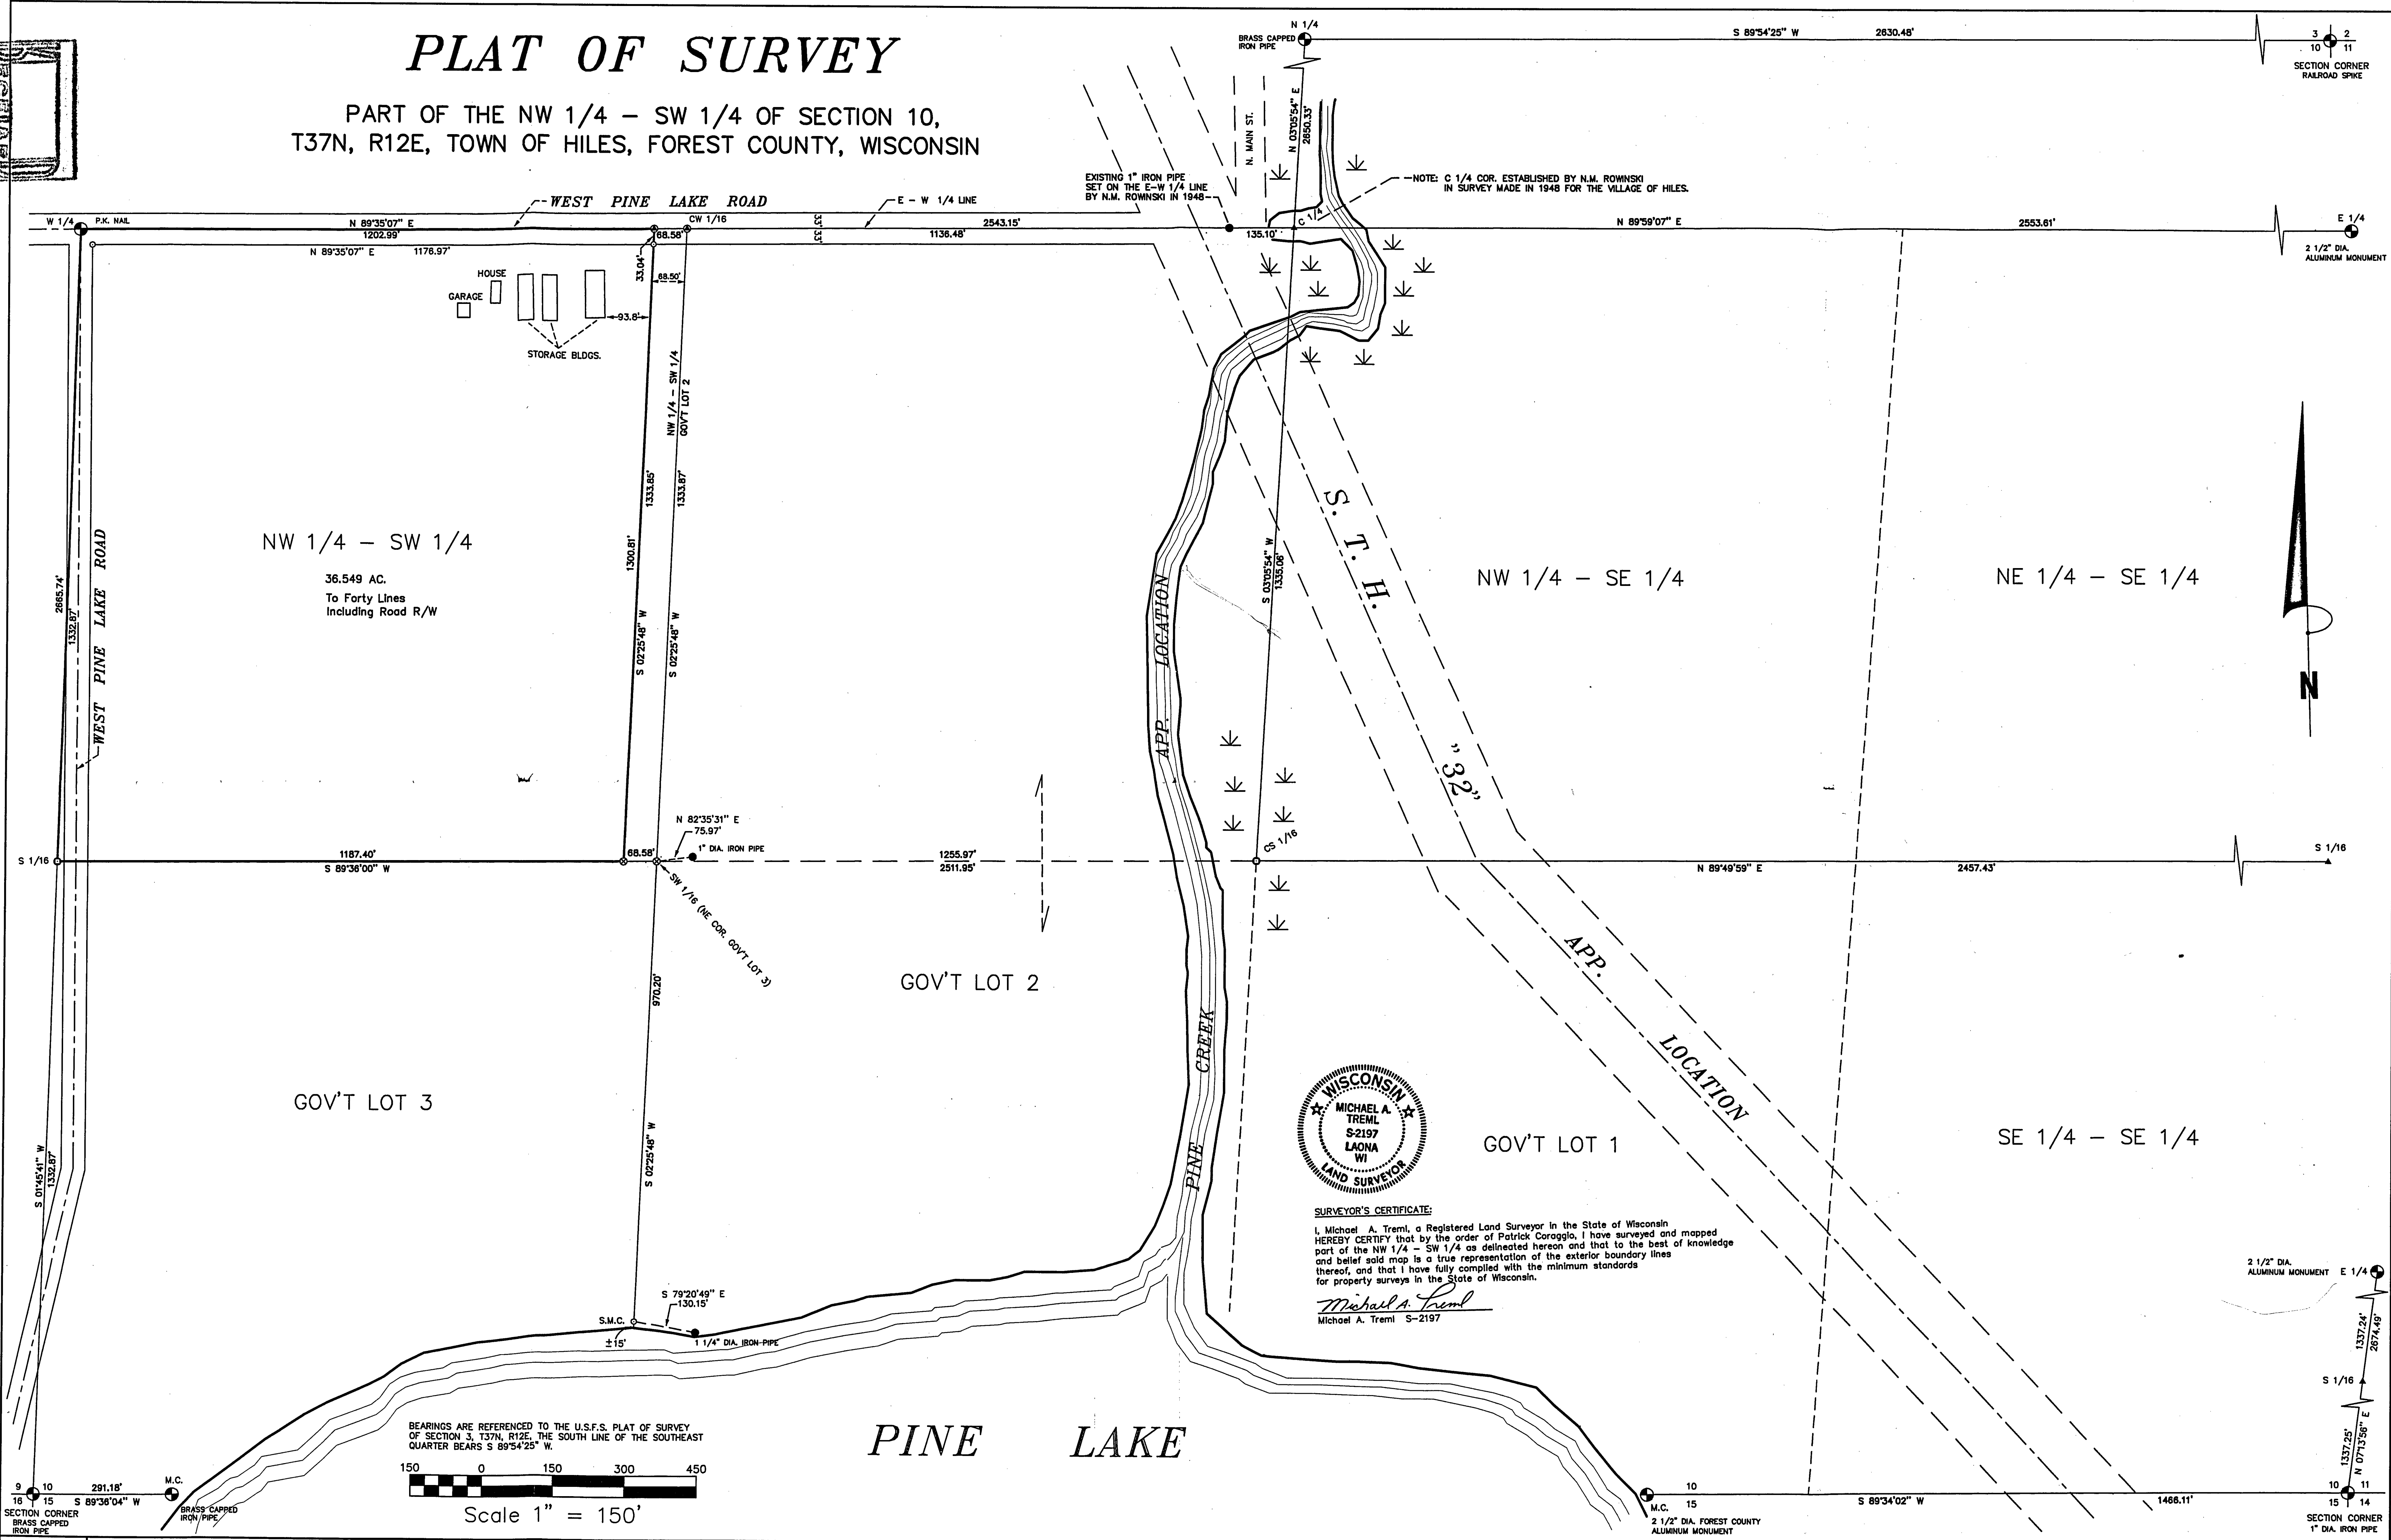 PLAT OF SURVEY
PART OF THE NW 1/4 – SW 1/4 OF SECTION 10,
T37N, R12E, TOWN OF HILES, FOREST COUNTY, WISCONSIN
N 1/4
BRASS CAPPED
IRON PIPE
S 89°54'25" W
2630.48'
3 2
10 11
SECTION CORNER
RAILROAD SPIKE
N. MAIN ST.
N 03°05'54" E
2650.33'
EXISTING 1" IRON PIPE
SET ON THE E-W 1/4 LINE
BY N.M. ROWINSKI IN 1948
NOTE: C 1/4 COR. ESTABLISHED BY N.M. ROWINSKI
IN SURVEY MADE IN 1948 FOR THE VILLAGE OF HILES.
W 1/4
P.K. NAIL
N 89°35'07" E
1202.99'
WEST PINE LAKE ROAD
CW 1/16
68.58'
E – W 1/4 LINE
33'
33'
2543.15'
1136.48'
135.10'
C 1/4
N 89°59'07" E
2553.61'
E 1/4
2 1/2" DIA.
ALUMINUM MONUMENT
N 89°35'07" E 1176.97'
33.04'
68.50'
HOUSE
GARAGE
93.8'
STORAGE BLDGS.
NW 1/4 – SW 1/4
GOV'T LOT 2
1333.85'
1333.87'
1300.81'
S 02°25'48" W
S 02°25'48" W
NW 1/4 – SW 1/4
36.549 AC.
To Forty Lines
Including Road R/W
2665.74'
1332.87'
WEST PINE LAKE ROAD
APP. LOCATION
S 03°05'54" W
1335.06'
S. T. H. "32"
NW 1/4 – SE 1/4
NE 1/4 – SE 1/4
N
S 1/16
1187.40'
S 89°36'00" W
68.58'
N 82°35'31" E
75.97'
1" DIA. IRON PIPE
SW 1/16 (NE COR. GOV'T LOT 3)
1255.97'
2511.95'
CS 1/16
N 89°49'59" E
2457.43'
S 1/16
GOV'T LOT 2
970.20'
S 02°25'48" W
GOV'T LOT 3
S 01°45'41" W
1332.87'
PINE CREEK
APP. LOCATION
WISCONSIN
MICHAEL A.
TREML
S-2197
LAONA
WI
LAND SURVEYOR
GOV'T LOT 1
SE 1/4 – SE 1/4
SURVEYOR'S CERTIFICATE:
I, Michael A. Treml, a Registered Land Surveyor in the State of Wisconsin
HEREBY CERTIFY that by the order of Patrick Coraggio, I have surveyed and mapped
part of the NW 1/4 – SW 1/4 as delineated hereon and that to the best of knowledge
and belief said map is a true representation of the exterior boundary lines
thereof, and that I have fully complied with the minimum standards
for property surveys in the State of Wisconsin.
Michael A. Treml
Michael A. Treml S-2197
2 1/2" DIA.
ALUMINUM MONUMENT
E 1/4
1337.24'
2674.49'
S 1/16
1337.25'
N 07°13'56" E
S 79°20'49" E
130.15'
S.M.C.
±15'
1 1/4" DIA. IRON PIPE
PINE LAKE
BEARINGS ARE REFERENCED TO THE U.S.F.S. PLAT OF SURVEY
OF SECTION 3, T37N, R12E, THE SOUTH LINE OF THE SOUTHEAST
QUARTER BEARS S 89°54'25" W.
150 0 150 300 450
Scale 1" = 150'
9 10
16 15
SECTION CORNER
BRASS CAPPED
IRON PIPE
291.18'
S 89°36'04" W
M.C.
BRASS CAPPED
IRON PIPE
10
M.C. 15
2 1/2" DIA. FOREST COUNTY
ALUMINUM MONUMENT
S 89°34'02" W
1466.11'
10 11
15 14
SECTION CORNER
1" DIA. IRON PIPE